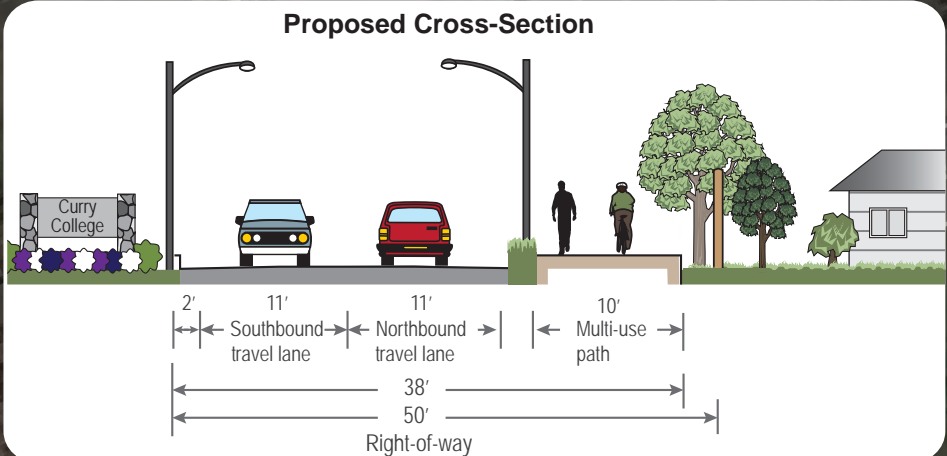 Proposed Cross-Section
Curry
College
2′
11′
11′
10′
Southbound
travel lane
Northbound
travel lane
Multi-use
path
38′
50′
Right-of-way